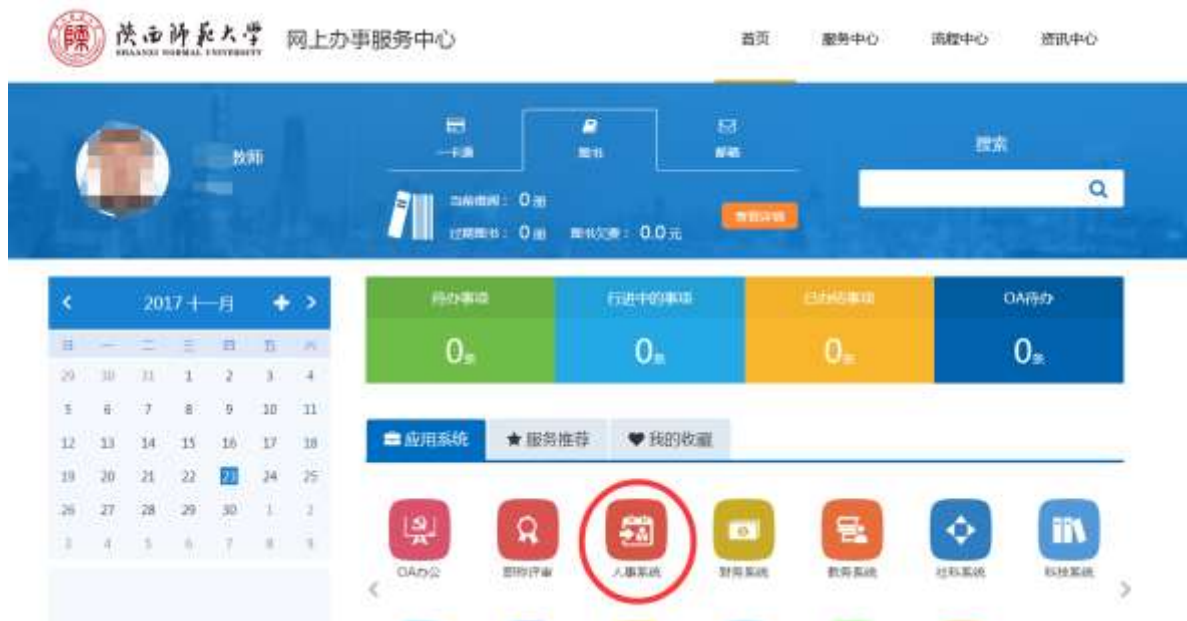 陕西师范大学
SHAANXI NORMAL UNIVERSITY
网上办事服务中心
首页 服务中心 流程中心 资讯中心
教师
一卡通 图书 邮箱
搜索
当前借阅： 0 册
过期图书： 0 册 图书欠费： 0.0 元
查看详细
2017 十一月
日 一 二 三 四 五 六
29 30 31 1 2 3 4
5 6 7 8 9 10 11
12 13 14 15 16 17 18
19 20 21 22 23 24 25
26 27 28 29 30 1 2
3 4 5 6 7 8 9
待办事项 行进中的事项 已办结事项 OA待办
0条 0条 0条 0条
应用系统 服务推荐 我的收藏
OA办公 职称评审 人事系统 财务系统 教务系统 社科系统 科技系统